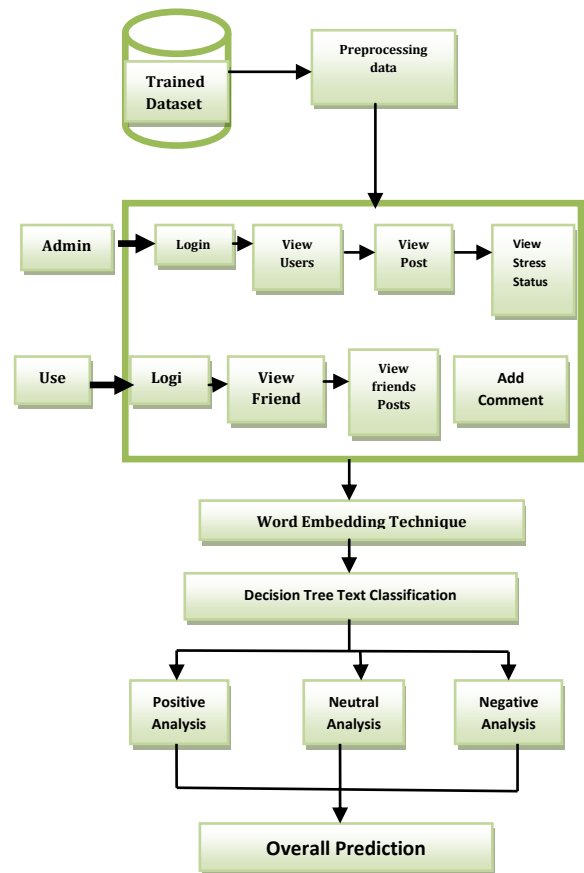 Trained
Dataset
Preprocessing
data
Admin
Login
View
Users
View
Post
View
Stress
Status
Use
Logi
View
Friend
View
friends
Posts
Add
Comment
Word Embedding Technique
Decision Tree Text Classification
Positive
Analysis
Neutral
Analysis
Negative
Analysis
Overall Prediction